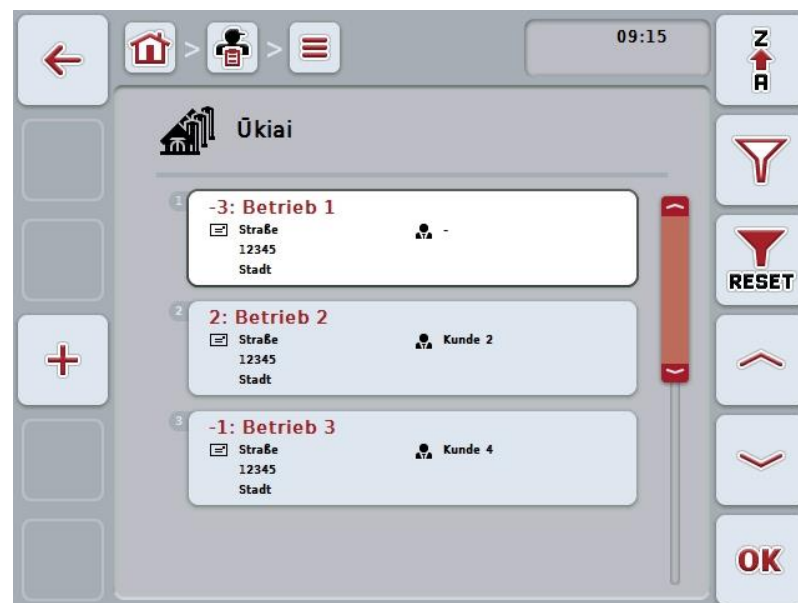 09:15
Z
A
Ūkiai
1
-3: Betrieb 1
Straße
-
12345
Stadt
RESET
2
2: Betrieb 2
Straße
Kunde 2
12345
Stadt
3
-1: Betrieb 3
Straße
Kunde 4
12345
Stadt
OK